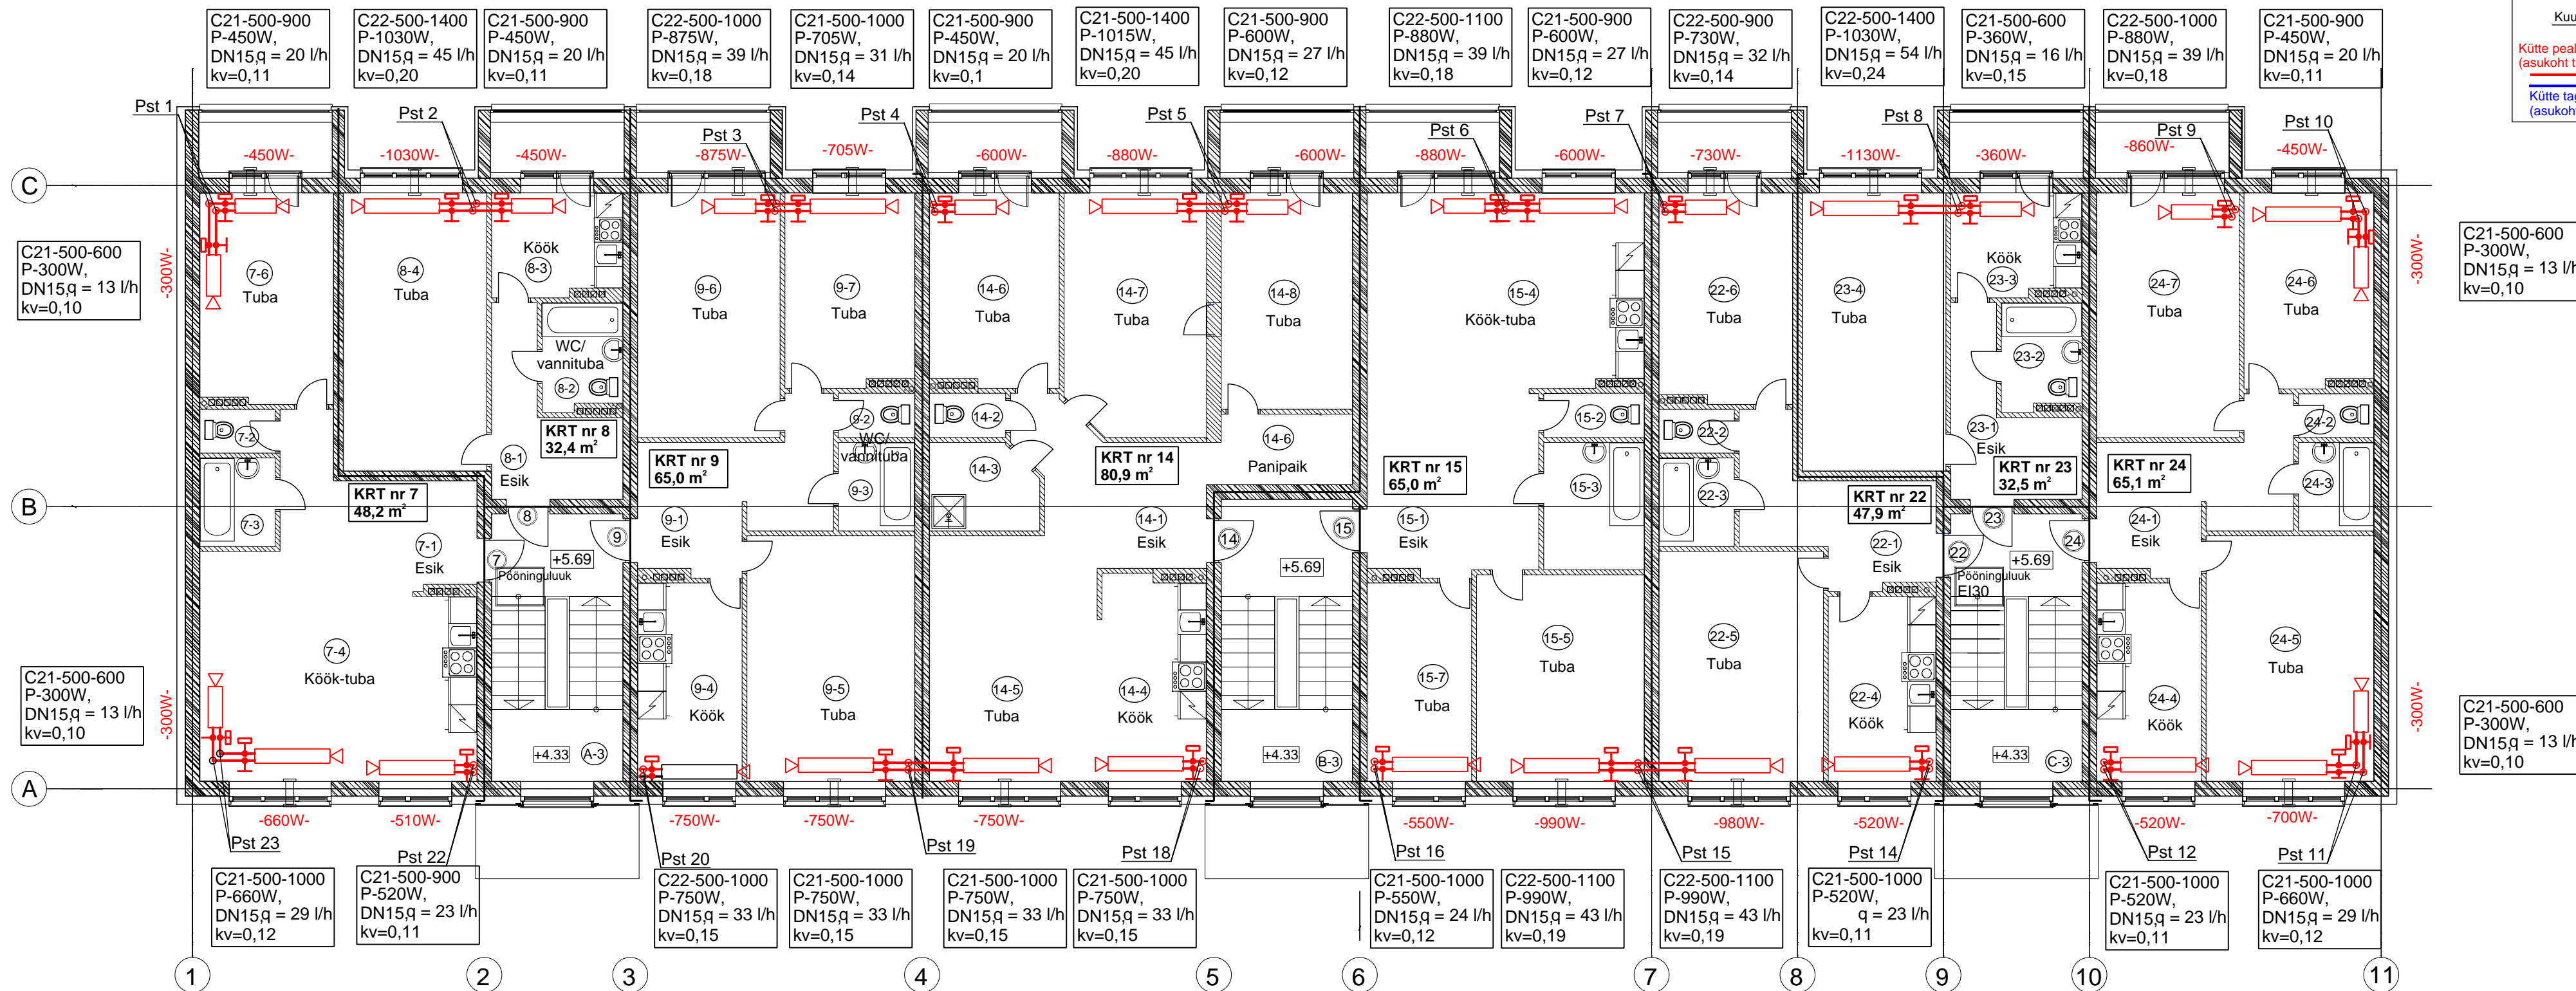 C21-500-900
P-450W,
DN15,q = 20 l/h
kv=0,11
C22-500-1400
P-1030W,
DN15,q = 45 l/h
kv=0,20
C21-500-900
P-450W,
DN15,q = 20 l/h
kv=0,11
C22-500-1000
P-875W,
DN15,q = 39 l/h
kv=0,18
C21-500-1000
P-705W,
DN15,q = 31 l/h
kv=0,14
C21-500-900
P-450W,
DN15,q = 20 l/h
kv=0,1
C21-500-1400
P-1015W,
DN15,q = 45 l/h
kv=0,20
C21-500-900
P-600W,
DN15,q = 27 l/h
kv=0,12
C22-500-1100
P-880W,
DN15,q = 39 l/h
kv=0,18
C21-500-900
P-600W,
DN15,q = 27 l/h
kv=0,12
C22-500-900
P-730W,
DN15,q = 32 l/h
kv=0,14
C22-500-1400
P-1030W,
DN15,q = 54 l/h
kv=0,24
C21-500-600
P-360W,
DN15,q = 16 l/h
kv=0,15
C22-500-1000
P-880W,
DN15,q = 39 l/h
kv=0,18
C21-500-900
P-450W,
DN15,q = 20 l/h
kv=0,11
Pst 1
Pst 2
Pst 3
Pst 4
Pst 5
Pst 6
Pst 7
Pst 8
Pst 9
Pst 10
-450W-
-1030W-
-450W-
-875W-
-705W-
-600W-
-880W-
-600W-
-880W-
-600W-
-730W-
-1130W-
-360W-
-860W-
-450W-
C
C21-500-600
P-300W,
DN15,q = 13 l/h
kv=0,10
-300W-
-300W-
C21-500-600
P-300W,
DN15,q = 13 l/h
kv=0,10
7-6
Tuba
8-4
Tuba
Köök
8-3
9-6
Tuba
9-7
Tuba
14-6
Tuba
14-7
Tuba
14-8
Tuba
15-4
Köök-tuba
22-6
Tuba
23-4
Tuba
Köök
23-3
24-7
Tuba
24-6
Tuba
WC/
vannituba
8-2
23-2
7-2
9-2
WC/
vannituba
14-2
15-2
22-2
24-2
KRT nr 8
32,4 m²
8-1
Esik
KRT nr 9
65,0 m²
9-3
14-3
KRT nr 14
80,9 m²
14-6
Panipaik
KRT nr 15
65,0 m²
15-3
22-3
23-1
Esik
KRT nr 23
32,5 m²
KRT nr 24
65,1 m²
24-3
KRT nr 7
48,2 m²
KRT nr 22
47,9 m²
B
7-3
7-1
Esik
8
7
9
+5.69
Pööninguluuk
9-1
Esik
14-1
Esik
14
15
+5.69
15-1
Esik
22-1
Esik
23
22
24
+5.69
Pööninguluuk
EI30
24-1
Esik
7-4
Köök-tuba
9-4
Köök
9-5
Tuba
14-5
Tuba
14-4
Köök
15-7
Tuba
15-5
Tuba
22-5
Tuba
22-4
Köök
24-4
Köök
24-5
Tuba
C21-500-600
P-300W,
DN15,q = 13 l/h
kv=0,10
-300W-
-300W-
C21-500-600
P-300W,
DN15,q = 13 l/h
kv=0,10
+4.33
A-3
+4.33
B-3
+4.33
C-3
A
-660W-
-510W-
-750W-
-750W-
-750W-
-550W-
-990W-
-980W-
-520W-
-520W-
-700W-
Pst 23
Pst 22
Pst 20
Pst 19
Pst 18
Pst 16
Pst 15
Pst 14
Pst 12
Pst 11
C21-500-1000
P-660W,
DN15,q = 29 l/h
kv=0,12
C21-500-900
P-520W,
DN15,q = 23 l/h
kv=0,11
C22-500-1000
P-750W,
DN15,q = 33 l/h
kv=0,15
C21-500-1000
P-750W,
DN15,q = 33 l/h
kv=0,15
C21-500-1000
P-750W,
DN15,q = 33 l/h
kv=0,15
C21-500-1000
P-750W,
DN15,q = 33 l/h
kv=0,15
C21-500-1000
P-550W,
DN15,q = 24 l/h
kv=0,12
C22-500-1100
P-990W,
DN15,q = 43 l/h
kv=0,19
C22-500-1100
P-990W,
DN15,q = 43 l/h
kv=0,19
C21-500-1000
P-520W,
q = 23 l/h
kv=0,11
C21-500-1000
P-520W,
DN15,q = 23 l/h
kv=0,11
C21-500-1000
P-660W,
DN15,q = 29 l/h
kv=0,12
1
2
3
4
5
6
7
8
9
10
11
Kütte
(asukoht
Kütte